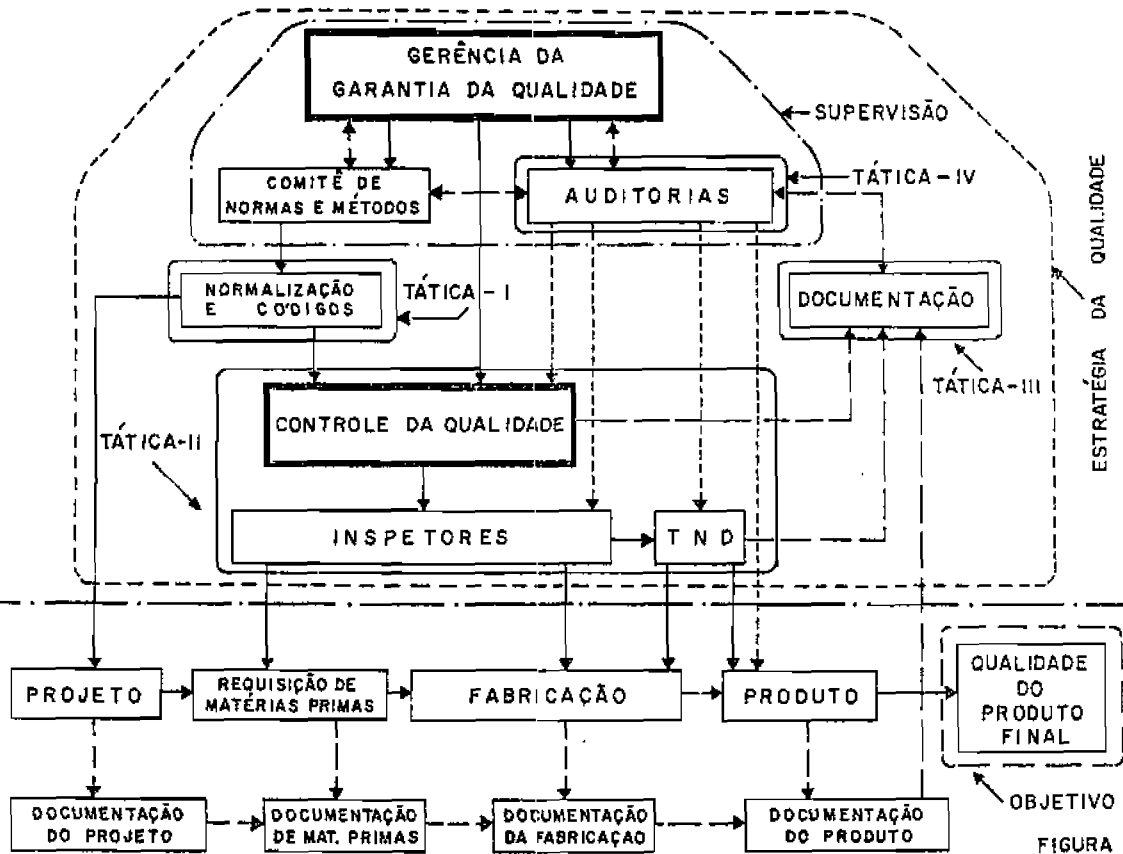 GERÊNCIA DA
GARANTIA DA QUALIDADE
SUPERVISÃO
COMITÊ DE
NORMAS E MÉTODOS
AUDITORIAS
TÁTICA-IV
NORMALIZAÇÃO
E CÓDIGOS
TÁTICA-I
DOCUMENTAÇÃO
TÁTICA-III
ESTRATÉGIA DA QUALIDADE
CONTROLE DA QUALIDADE
TÁTICA-II
INSPETORES
TND
PROJETO
REQUISIÇÃO DE
MATÉRIAS PRIMAS
FABRICAÇÃO
PRODUTO
QUALIDADE
DO
PRODUTO
FINAL
OBJETIVO
DOCUMENTAÇÃO
DO PROJETO
DOCUMENTAÇÃO
DE MAT. PRIMAS
DOCUMENTAÇÃO
DA FABRICAÇÃO
DOCUMENTAÇÃO
DO PRODUTO
FIGURA